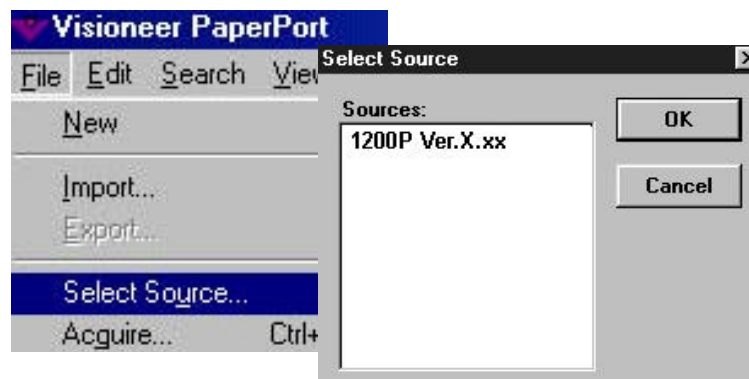 Visioneer PaperPort
File Edit Search View
New
Import...
Export...
Select Source...
Acquire... Ctrl+
Select Source
Sources:
1200P Ver.X.xx
OK
Cancel